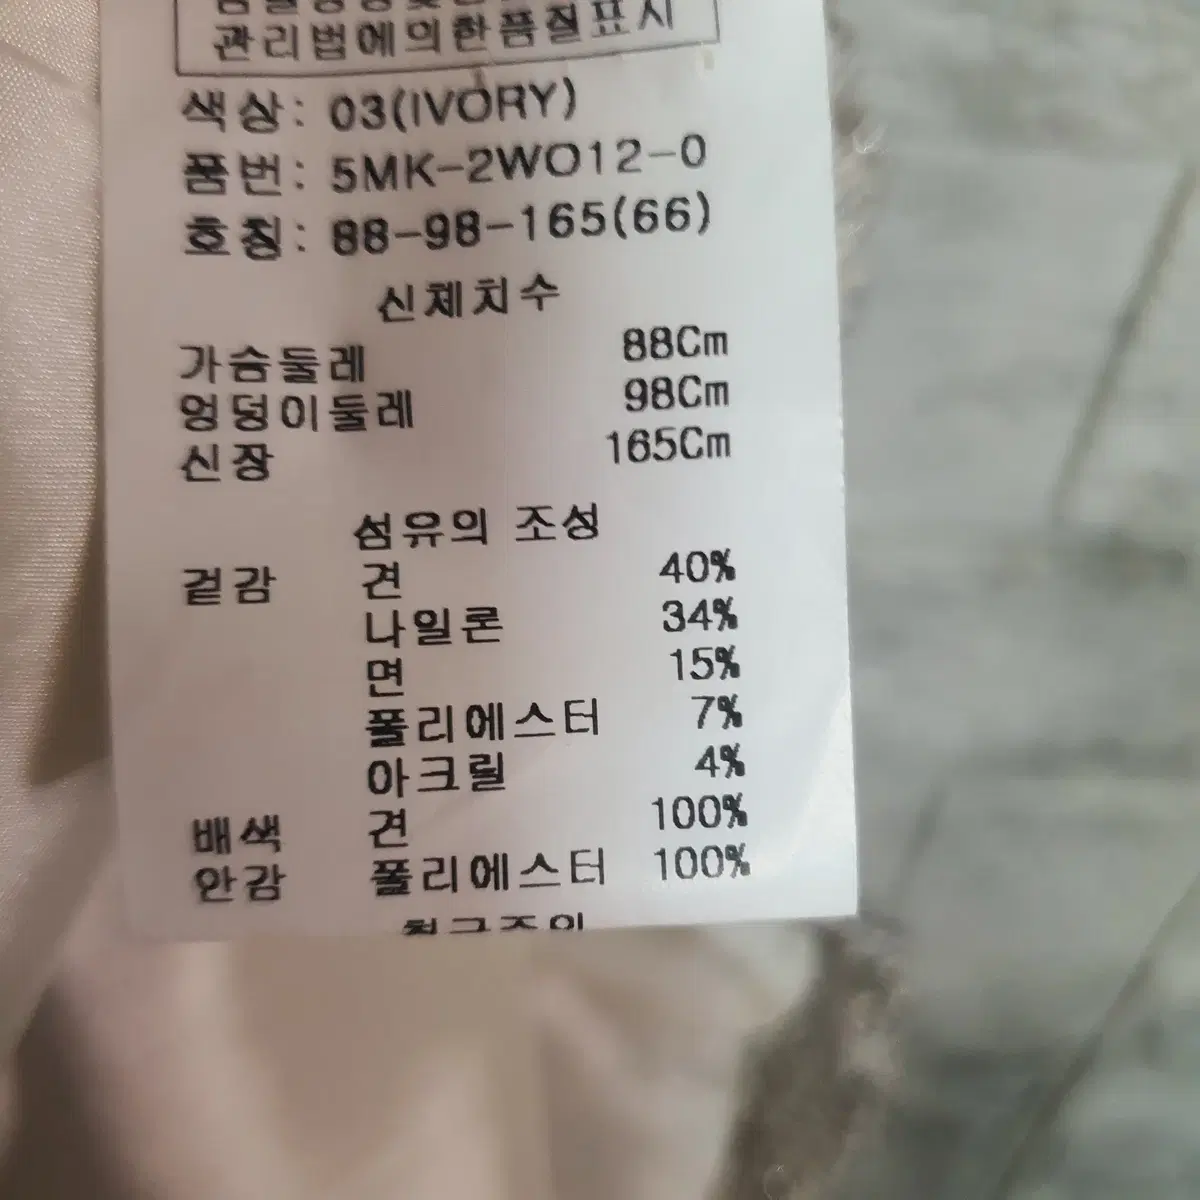 관리법에의한품질표시
색상: 03(IVORY)
품번: 5MK-2WO12-0
호칭: 88-98-165(66)
신체치수
가슴둘레 88Cm
엉덩이둘레 98Cm
신장 165Cm
섬유의 조성
겉감 견 40%
나일론 34%
면 15%
폴리에스터 7%
아크릴 4%
배색 견 100%
안감 폴리에스터 100%